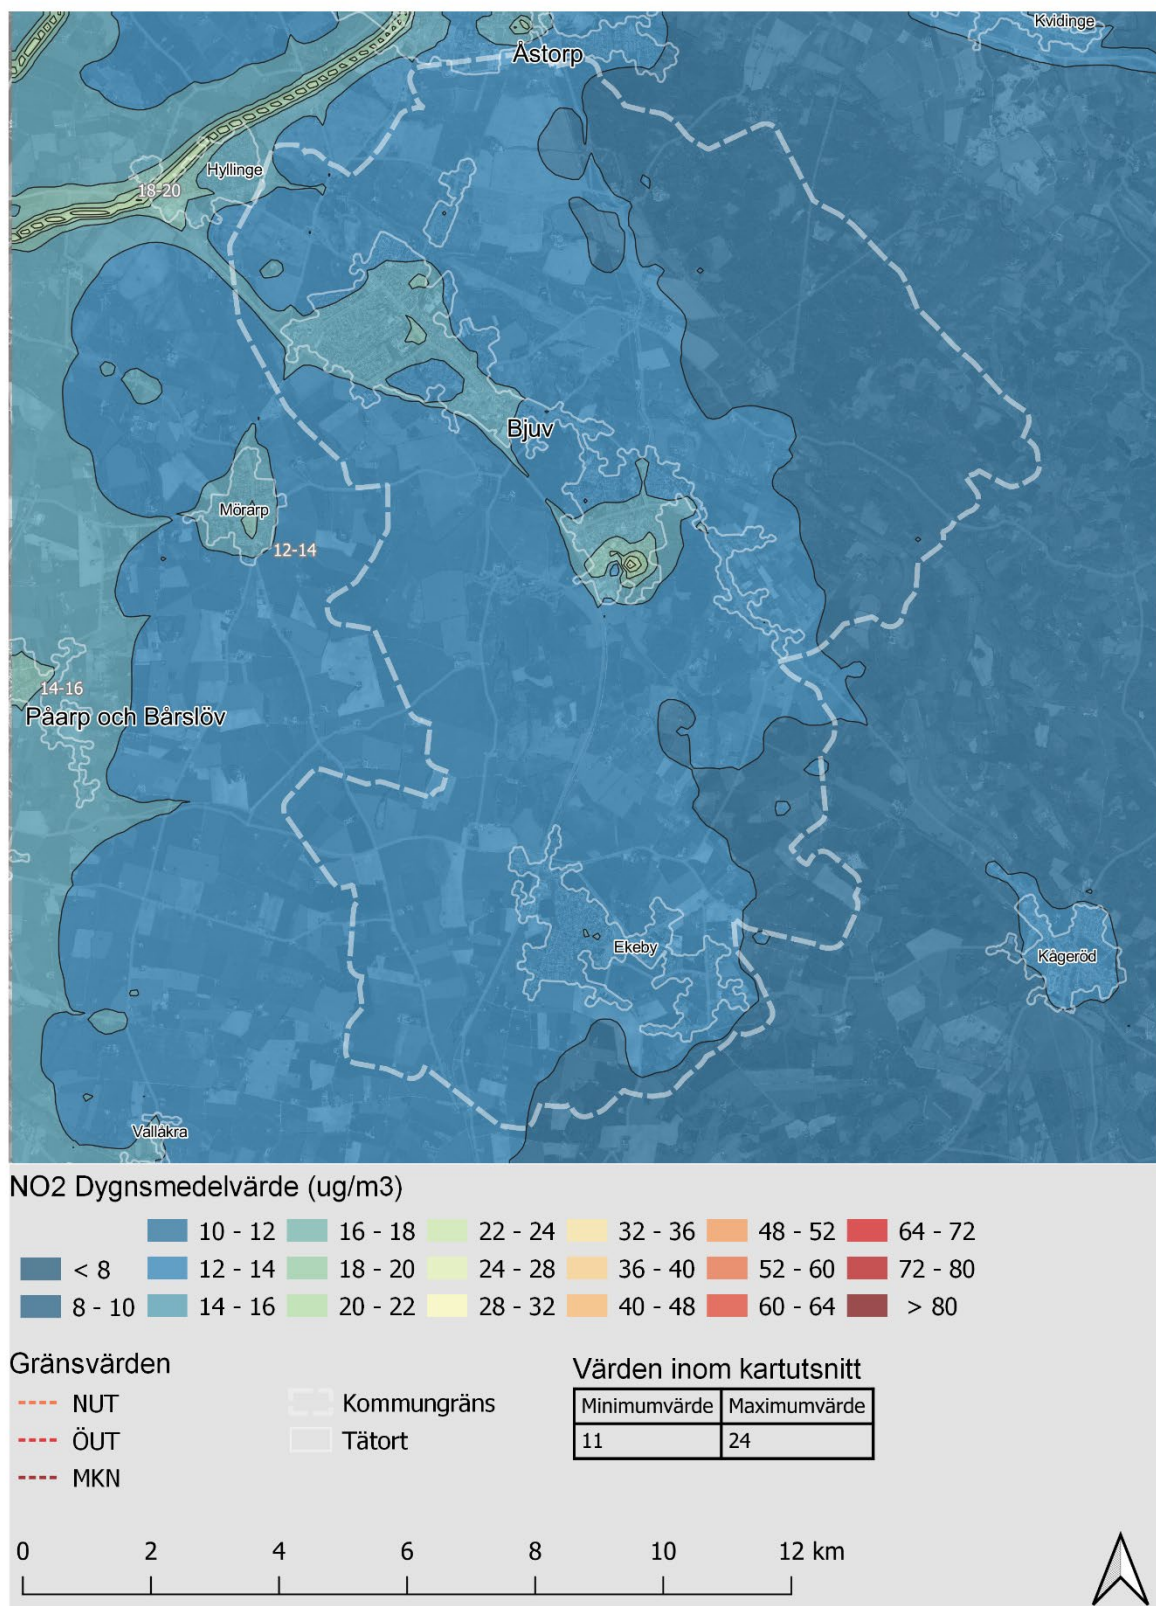 Kvidinge
Åstorp
Hyllinge
18-20
Bjuv
Mörarp
12-14
14-16
Påarp och Bårslöv
Ekeby
Kågeröd
Vallåkra
NO2 Dygnsmedelvärde (ug/m3)
10 - 12 16 - 18 22 - 24 32 - 36 48 - 52 64 - 72
< 8 12 - 14 18 - 20 24 - 28 36 - 40 52 - 60 72 - 80
8 - 10 14 - 16 20 - 22 28 - 32 40 - 48 60 - 64 > 80
Gränsvärden
Värden inom kartutsnitt
NUT Kommungräns Minimumvärde Maximumvärde
ÖUT Tätort 11 24
MKN
0 2 4 6 8 10 12 km